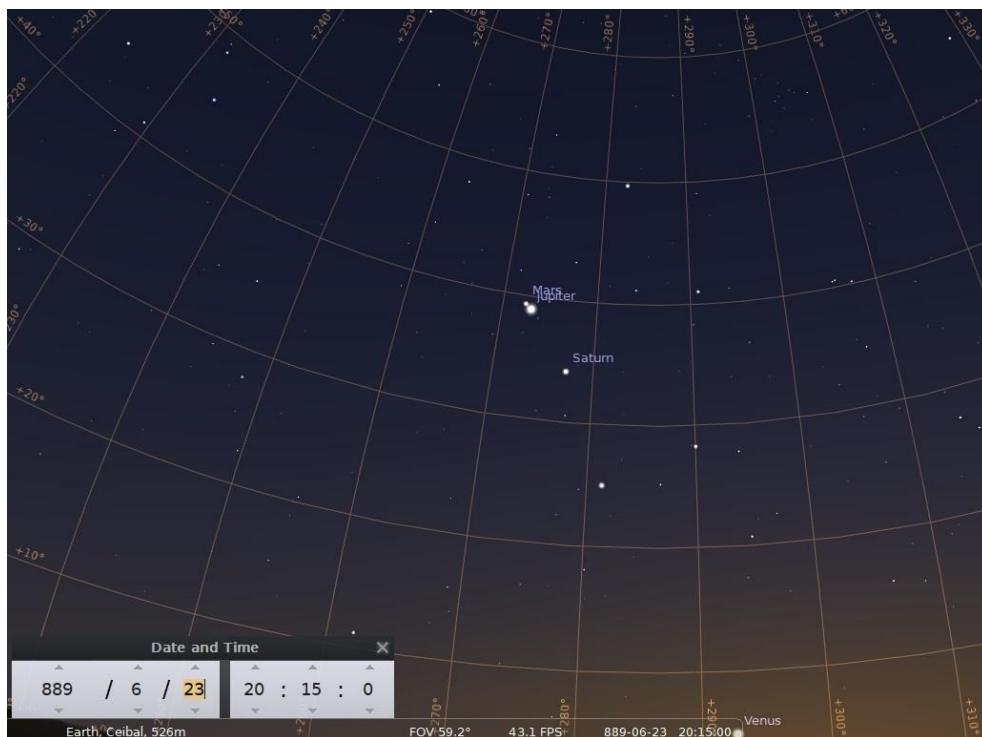 +40° +220° +230° +240° +250° +260° +270° +280° +290° +300° +310° +320° +330°
+220°
+30°
Mars
Jupiter
+230°
Saturn
+20°
+10°
Date and Time
889 / 6 / 23 20 : 15 : 0
+270° +280° +290° +300° +310°
Venus
Earth, Ceibal, 526m FOV 59.2° 43.1 FPS 889-06-23 20:15:00